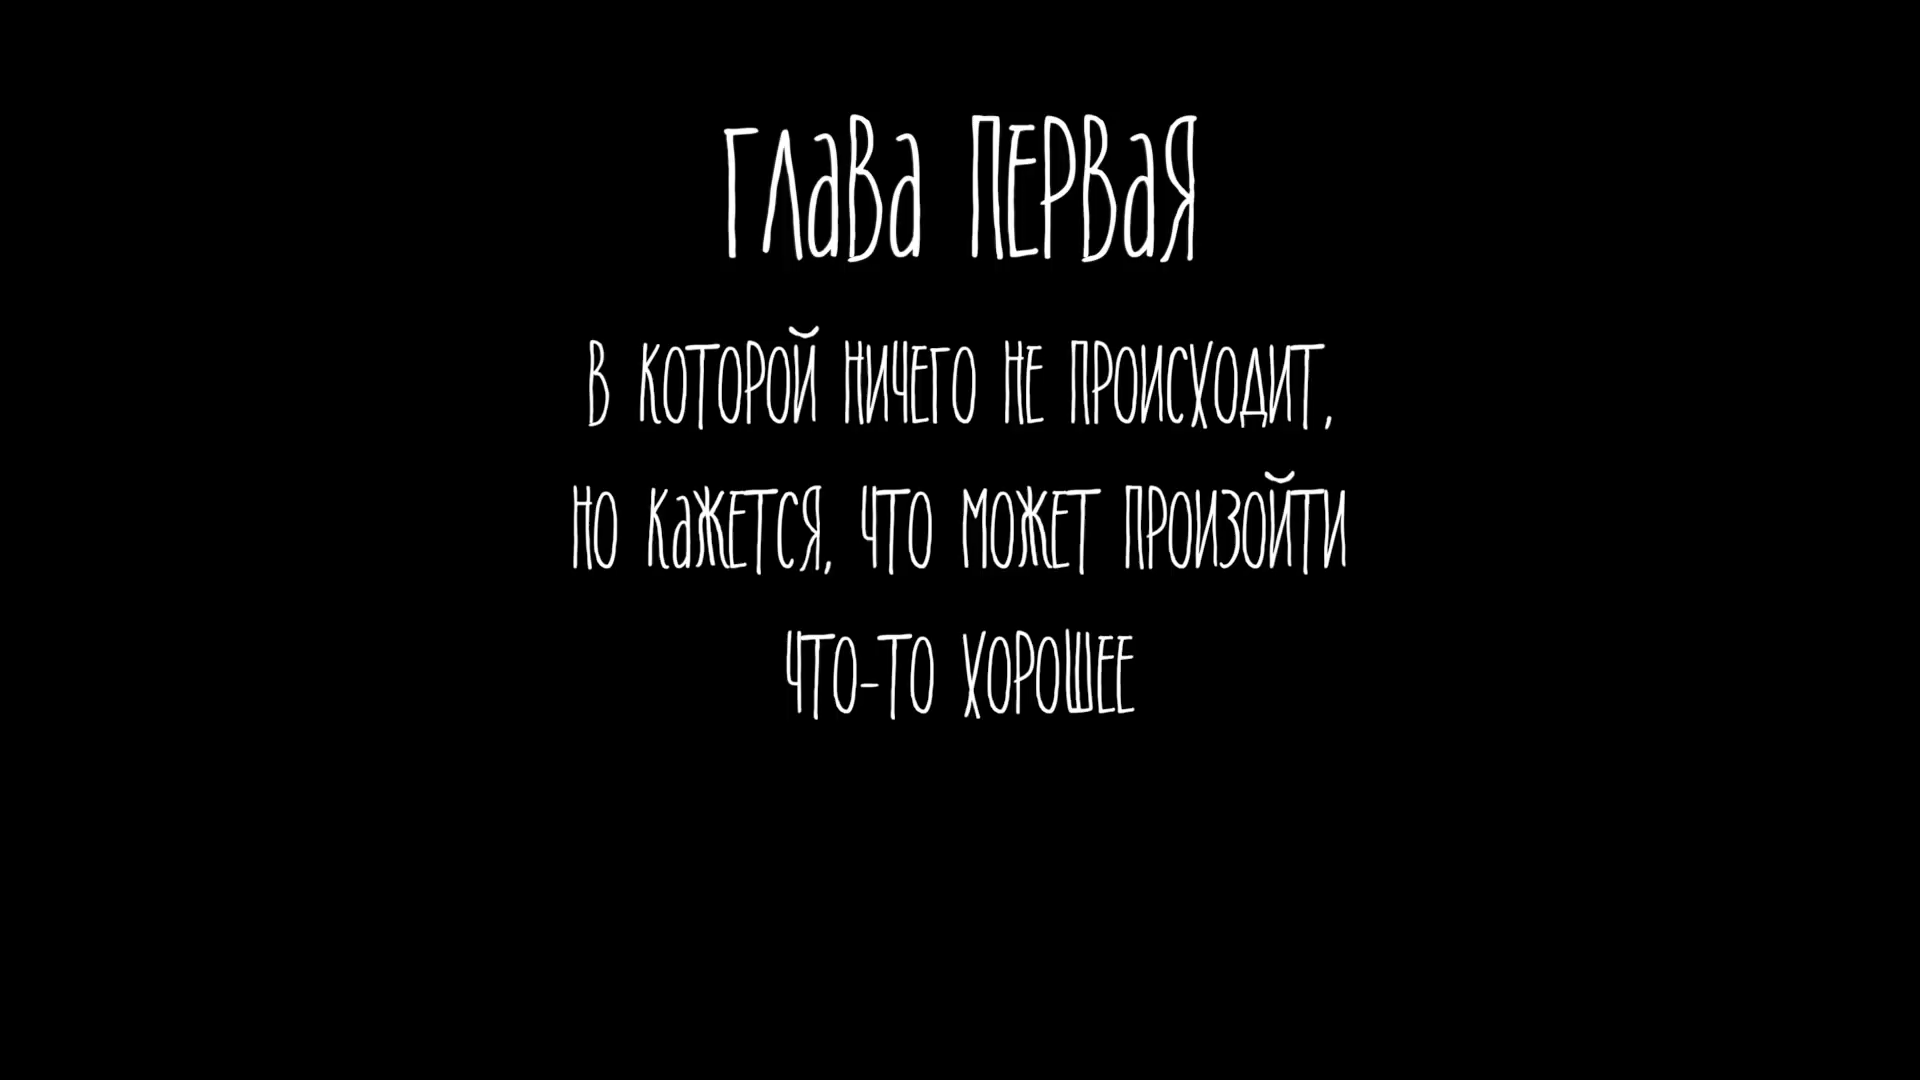 ГЛаВа ПЕРВаЯ
В КОТОРОЙ НИЧЕГО НЕ ПРОИСХОДИТ,
НО КаЖЕТСЯ, ЧТО МОЖЕТ ПРОИЗОЙТИ
ЧТО-ТО ХОРОШЕЕ